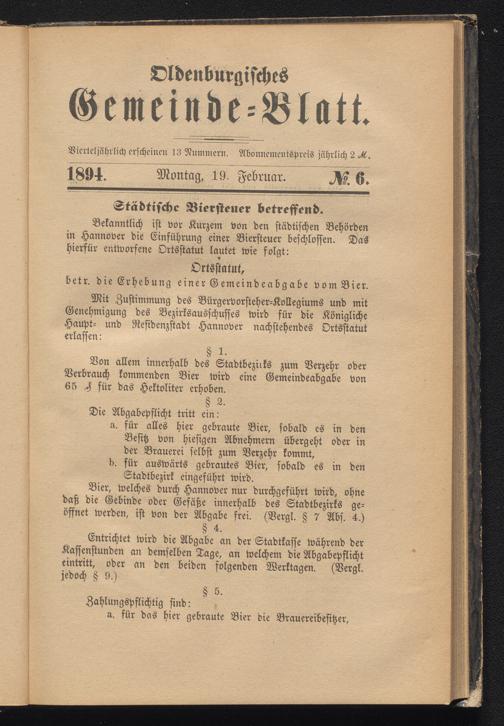 Oldenburgisches
Gemeinde-Blatt.
Vierteljährlich erscheinen 13 Nummern. Abonnementspreis jährlich 2 ℳ.
1894. Montag, 19. Februar. № 6.
Städtische Biersteuer betreffend.
Bekanntlich ist vor Kurzem von den städtischen Behörden
in Hannover die Einführung einer Biersteuer beschlossen. Das
hierfür entworfene Ortsstatut lautet wie folgt:
Ortsstatut,
betr. die Erhebung einer Gemeindeabgabe vom Bier.
Mit Zustimmung des Bürgervorsteher-Kollegiums und mit
Genehmigung des Bezirksausschusses wird für die Königliche
Haupt- und Residenzstadt Hannover nachstehendes Ortsstatut
erlassen:
§ 1.
Von allem innerhalb des Stadtbezirks zum Verzehr oder
Verbrauch kommenden Bier wird eine Gemeindeabgabe von
65 ₰ für das Hektoliter erhoben.
§ 2.
Die Abgabepflicht tritt ein:
a. für alles hier gebraute Bier, sobald es in den
Besitz von hiesigen Abnehmern übergeht oder in
der Brauerei selbst zum Verzehr kommt,
b. für auswärts gebrautes Bier, sobald es in den
Stadtbezirk eingeführt wird.
Bier, welches durch Hannover nur durchgeführt wird, ohne
daß die Gebinde oder Gefäße innerhalb des Stadtbezirks ge-
öffnet werden, ist von der Abgabe frei. (Vergl. § 7 Abs. 4.)
§ 4.
Entrichtet wird die Abgabe an der Stadtkasse während der
Kassenstunden an demselben Tage, an welchem die Abgabepflicht
eintritt, oder an den beiden folgenden Werktagen. (Vergl.
jedoch § 9.)
§ 5.
Zahlungspflichtig sind:
a. für das hier gebraute Bier die Brauereibesitzer,